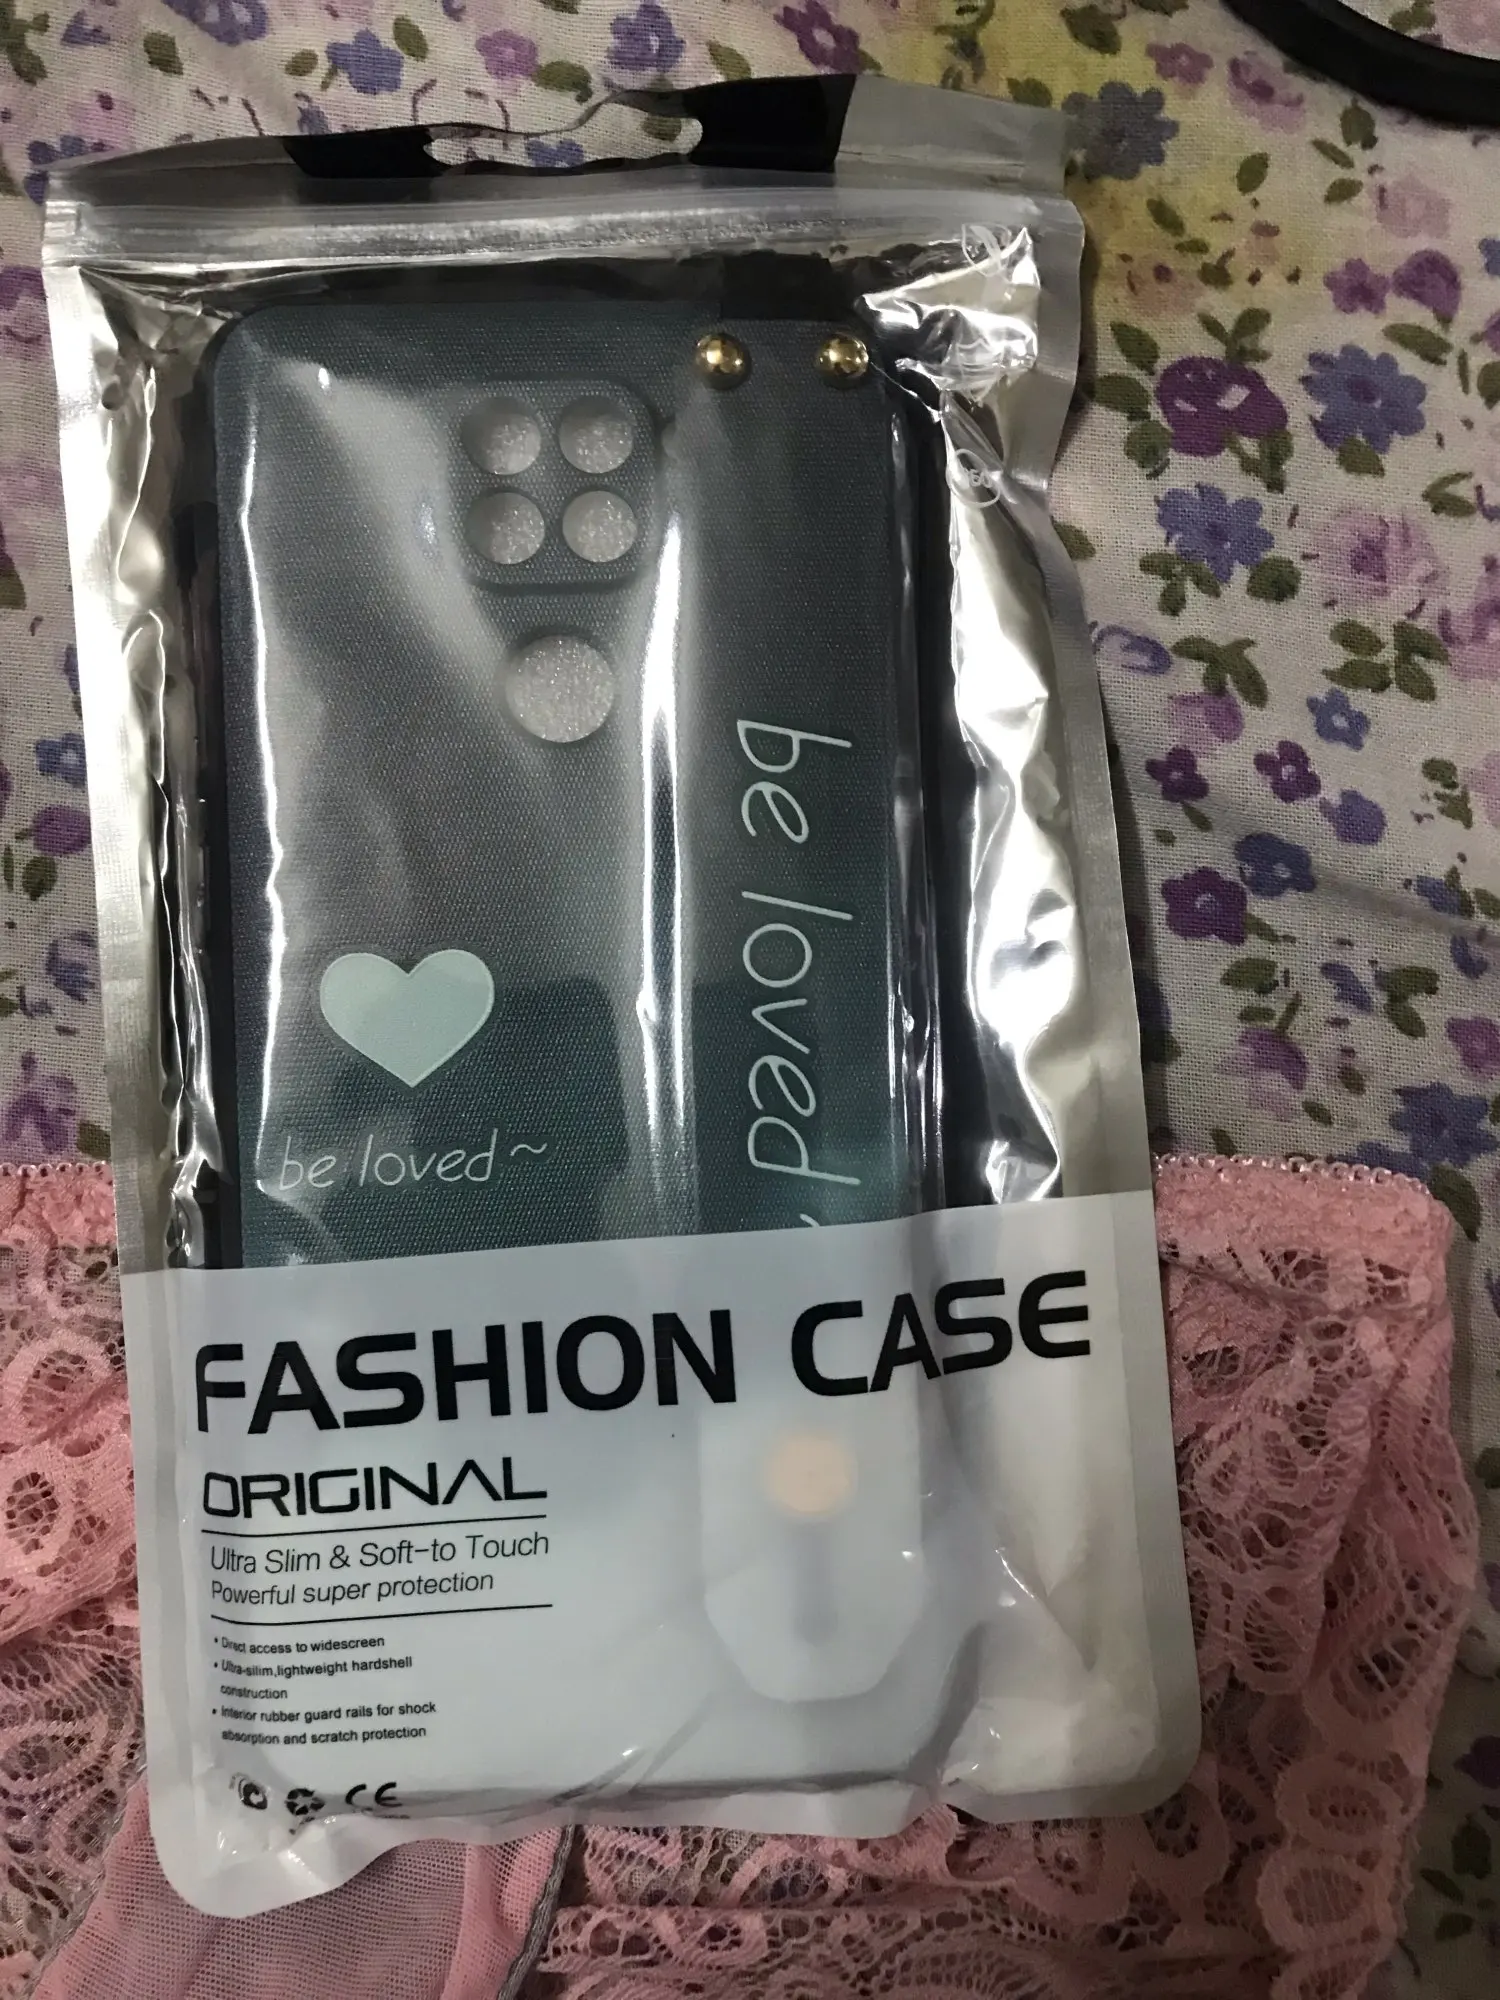 be loved
be loved~
FASHION CASE
ORIGINAL
Ultra Slim & Soft-to Touch
Powerful super protection
• Direct access to widescreen
• Ultra-silim,lightweight hardshell
construction
• Interior rubber guard rails for shock
absorption and scratch protection
CE